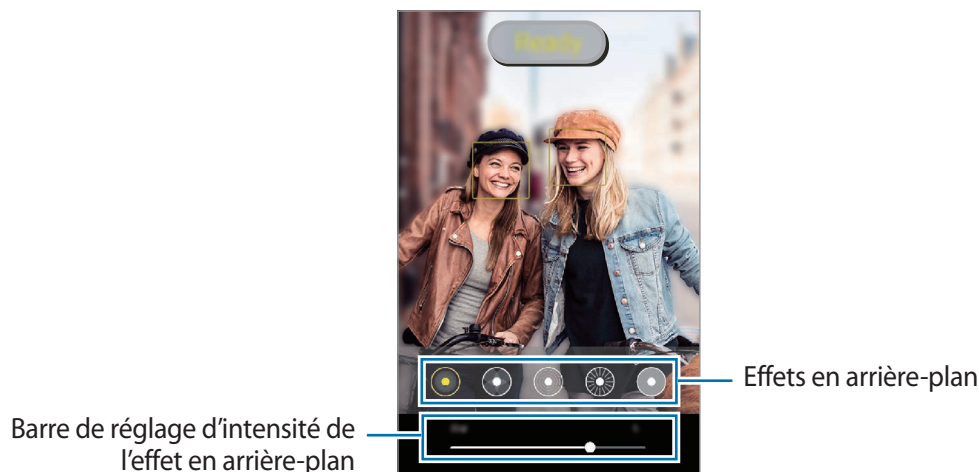 Ready
Effets en arrière-plan
Barre de réglage d'intensité de
l'effet en arrière-plan